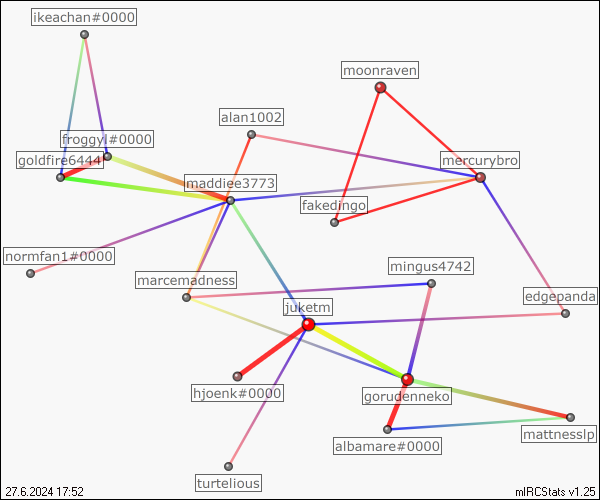 ikeachan#0000
moonraven
alan1002
froggyl#0000
goldfire6444
mercurybro
maddiee3773
fakedingo
normfan1#0000
mingus4742
marcemadness
edgepanda
juketm
hjoenk#0000
gorudenneko
mattnesslp
albamare#0000
turtelious
27.6.2024 17:52
mIRCStats v1.25